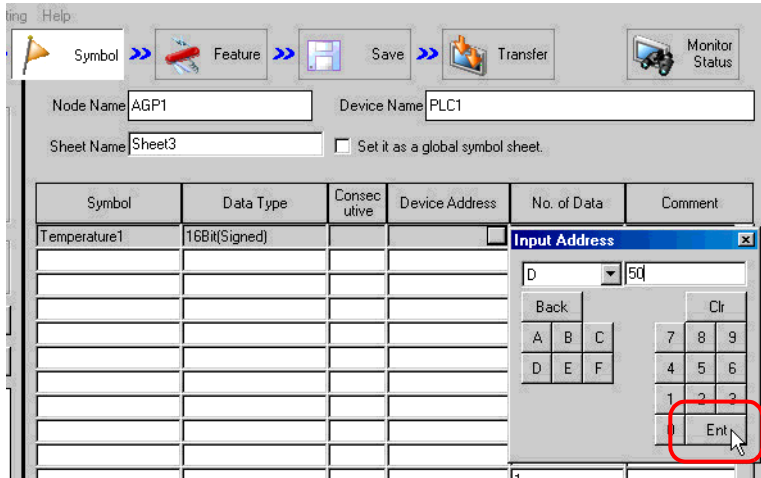 ting Help
Symbol Feature Save Transfer Monitor Status
Node Name AGP1 Device Name PLC1
Sheet Name Sheet3 Set it as a global symbol sheet.
Symbol Data Type Consecutive Device Address No. of Data Comment
Temperature1 16Bit(Signed)
Input Address
D 50
Back Clr
A B C 7 8 9
D E F 4 5 6
1 2 3
0 Ent
1